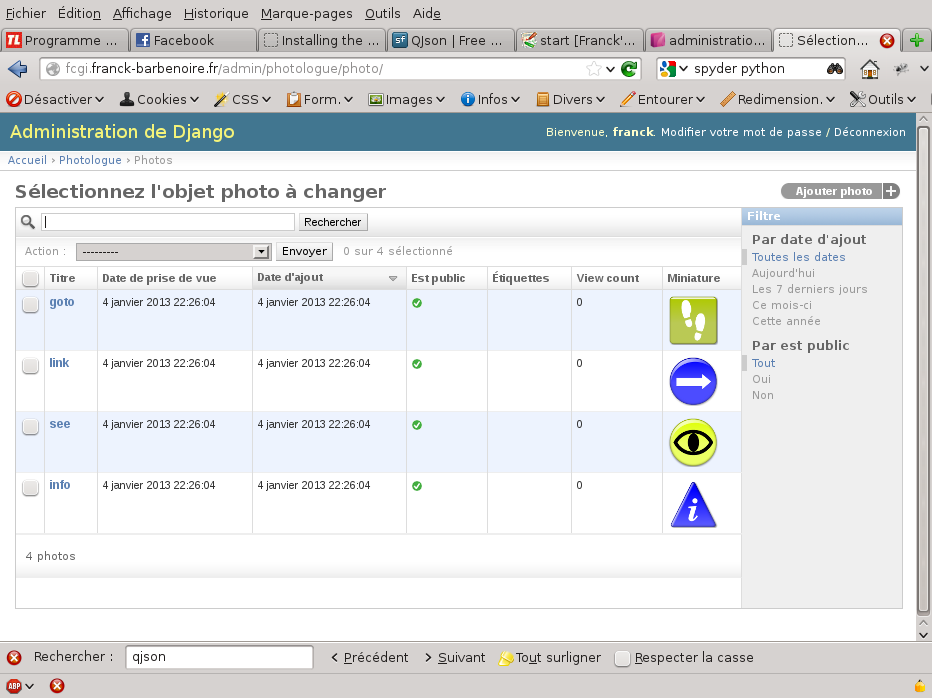 Fichier Édition Affichage Historique Marque-pages Outils Aide
Programme ... Facebook Installing the ... QJson | Free ... start [Franck'... administratio... Sélection...
fcgi.franck-barbenoire.fr/admin/photologue/photo/ spyder python
Désactiver Cookies CSS Form. Images Infos Divers Entourer Redimension. Outils
Administration de Django
Bienvenue, franck. Modifier votre mot de passe / Déconnexion
Accueil › Photologue › Photos
Sélectionnez l'objet photo à changer
Ajouter photo +
Rechercher
Action : --------- Envoyer 0 sur 4 sélectionné
Titre Date de prise de vue Date d'ajout Est public Étiquettes View count Miniature
goto 4 janvier 2013 22:26:04 4 janvier 2013 22:26:04 0
link 4 janvier 2013 22:26:04 4 janvier 2013 22:26:04 0
see 4 janvier 2013 22:26:04 4 janvier 2013 22:26:04 0
info 4 janvier 2013 22:26:04 4 janvier 2013 22:26:04 0 i
4 photos
Filtre
Par date d'ajout
Toutes les dates
Aujourd'hui
Les 7 derniers jours
Ce mois-ci
Cette année
Par est public
Tout
Oui
Non
Rechercher : qjson < Précédent > Suivant Tout surligner Respecter la casse
ABP